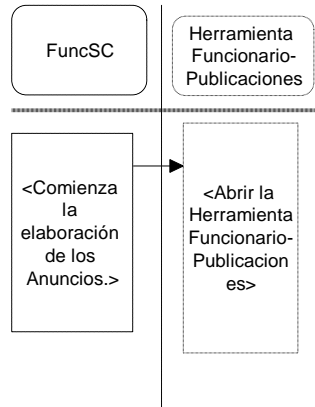 FuncSC
Herramienta
Funcionario-
Publicaciones
<Comienza
la
elaboración
de los
Anuncios.>
<Abrir la
Herramienta
Funcionario-
Publicacion
es>